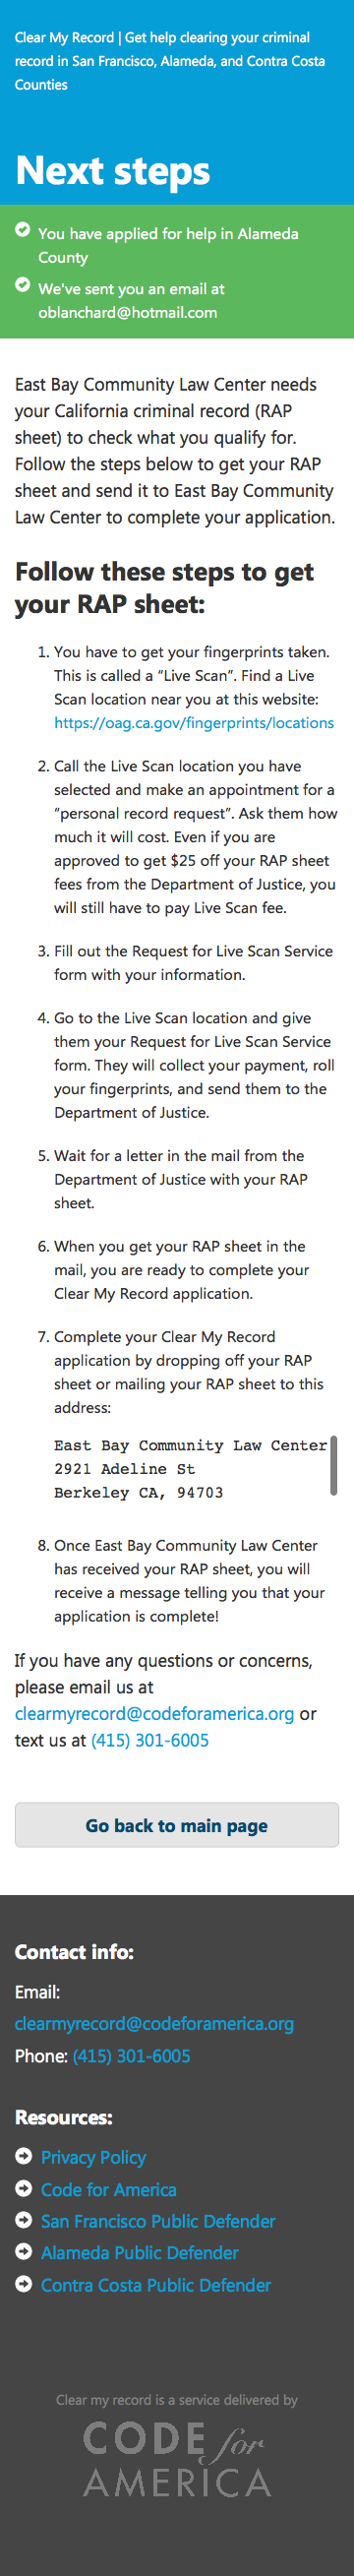 Clear My Record | Get help clearing your criminal
record in San Francisco, Alameda, and Contra Costa
Counties
Next steps
You have applied for help in Alameda
County
We've sent you an email at
oblanchard@hotmail.com
East Bay Community Law Center needs
your California criminal record (RAP
sheet) to check what you qualify for.
Follow the steps below to get your RAP
sheet and send it to East Bay Community
Law Center to complete your application.
Follow these steps to get
your RAP sheet:
1. You have to get your fingerprints taken.
This is called a “Live Scan”. Find a Live
Scan location near you at this website:
https://oag.ca.gov/fingerprints/locations
2. Call the Live Scan location you have
selected and make an appointment for a
“personal record request”. Ask them how
much it will cost. Even if you are
approved to get $25 off your RAP sheet
fees from the Department of Justice, you
will still have to pay Live Scan fee.
3. Fill out the Request for Live Scan Service
form with your information.
4. Go to the Live Scan location and give
them your Request for Live Scan Service
form. They will collect your payment, roll
your fingerprints, and send them to the
Department of Justice.
5. Wait for a letter in the mail from the
Department of Justice with your RAP
sheet.
6. When you get your RAP sheet in the
mail, you are ready to complete your
Clear My Record application.
7. Complete your Clear My Record
application by dropping off your RAP
sheet or mailing your RAP sheet to this
address:
East Bay Community Law Center
2921 Adeline St
Berkeley CA, 94703
8. Once East Bay Community Law Center
has received your RAP sheet, you will
receive a message telling you that your
application is complete!
If you have any questions or concerns,
please email us at
clearmyrecord@codeforamerica.org or
text us at (415) 301-6005
Go back to main page
Contact info:
Email:
clearmyrecord@codeforamerica.org
Phone: (415) 301-6005
Resources:
Privacy Policy
Code for America
San Francisco Public Defender
Alameda Public Defender
Contra Costa Public Defender
Clear my record is a service delivered by
CODE for
AMERICA